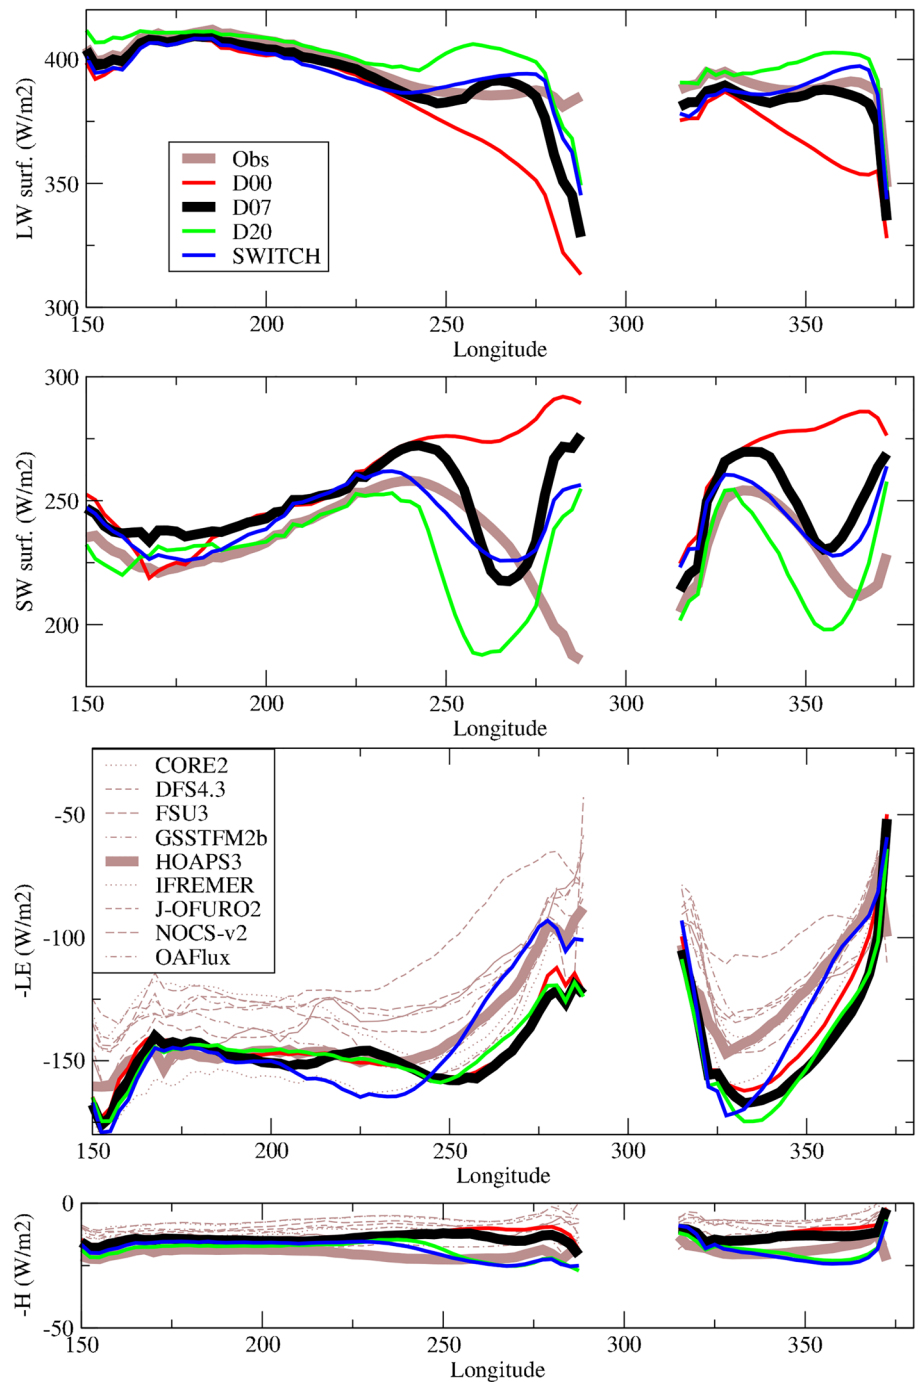 400
350
300
LW surf. (W/m2)
Obs
D00
D07
D20
SWITCH
150
200
250
300
350
Longitude
300
250
200
SW surf. (W/m2)
150
200
250
300
350
Longitude
-50
-100
-150
-LE (W/m2)
CORE2
DFS4.3
FSU3
GSSTFM2b
HOAPS3
IFREMER
J-OFURO2
NOCS-v2
OAFlux
150
200
250
300
350
Longitude
0
-25
-50
-H (W/m2)
150
200
250
300
350
Longitude